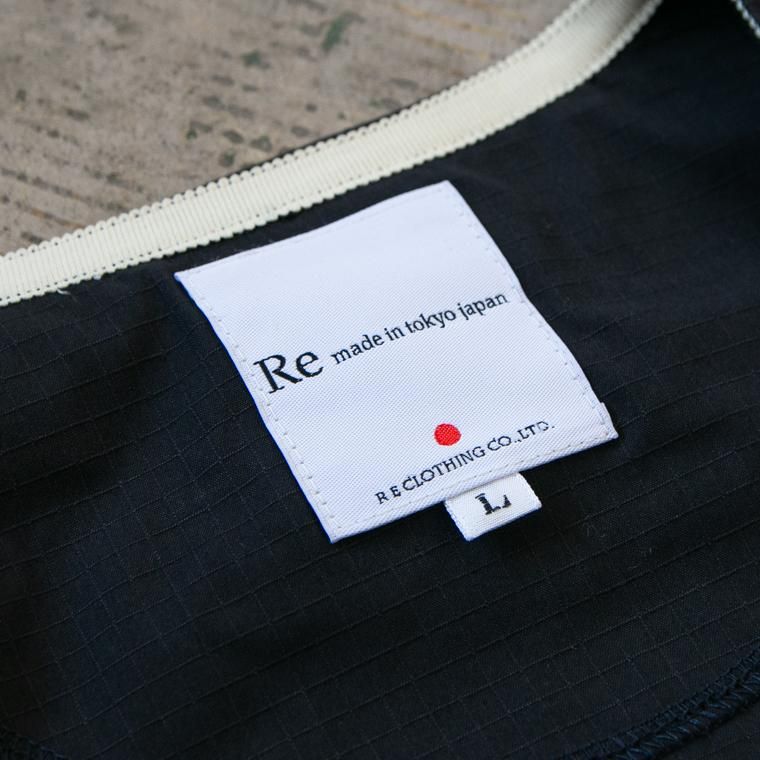 Re made in tokyo japan
R E CLOTHING CO.,LTD.
L